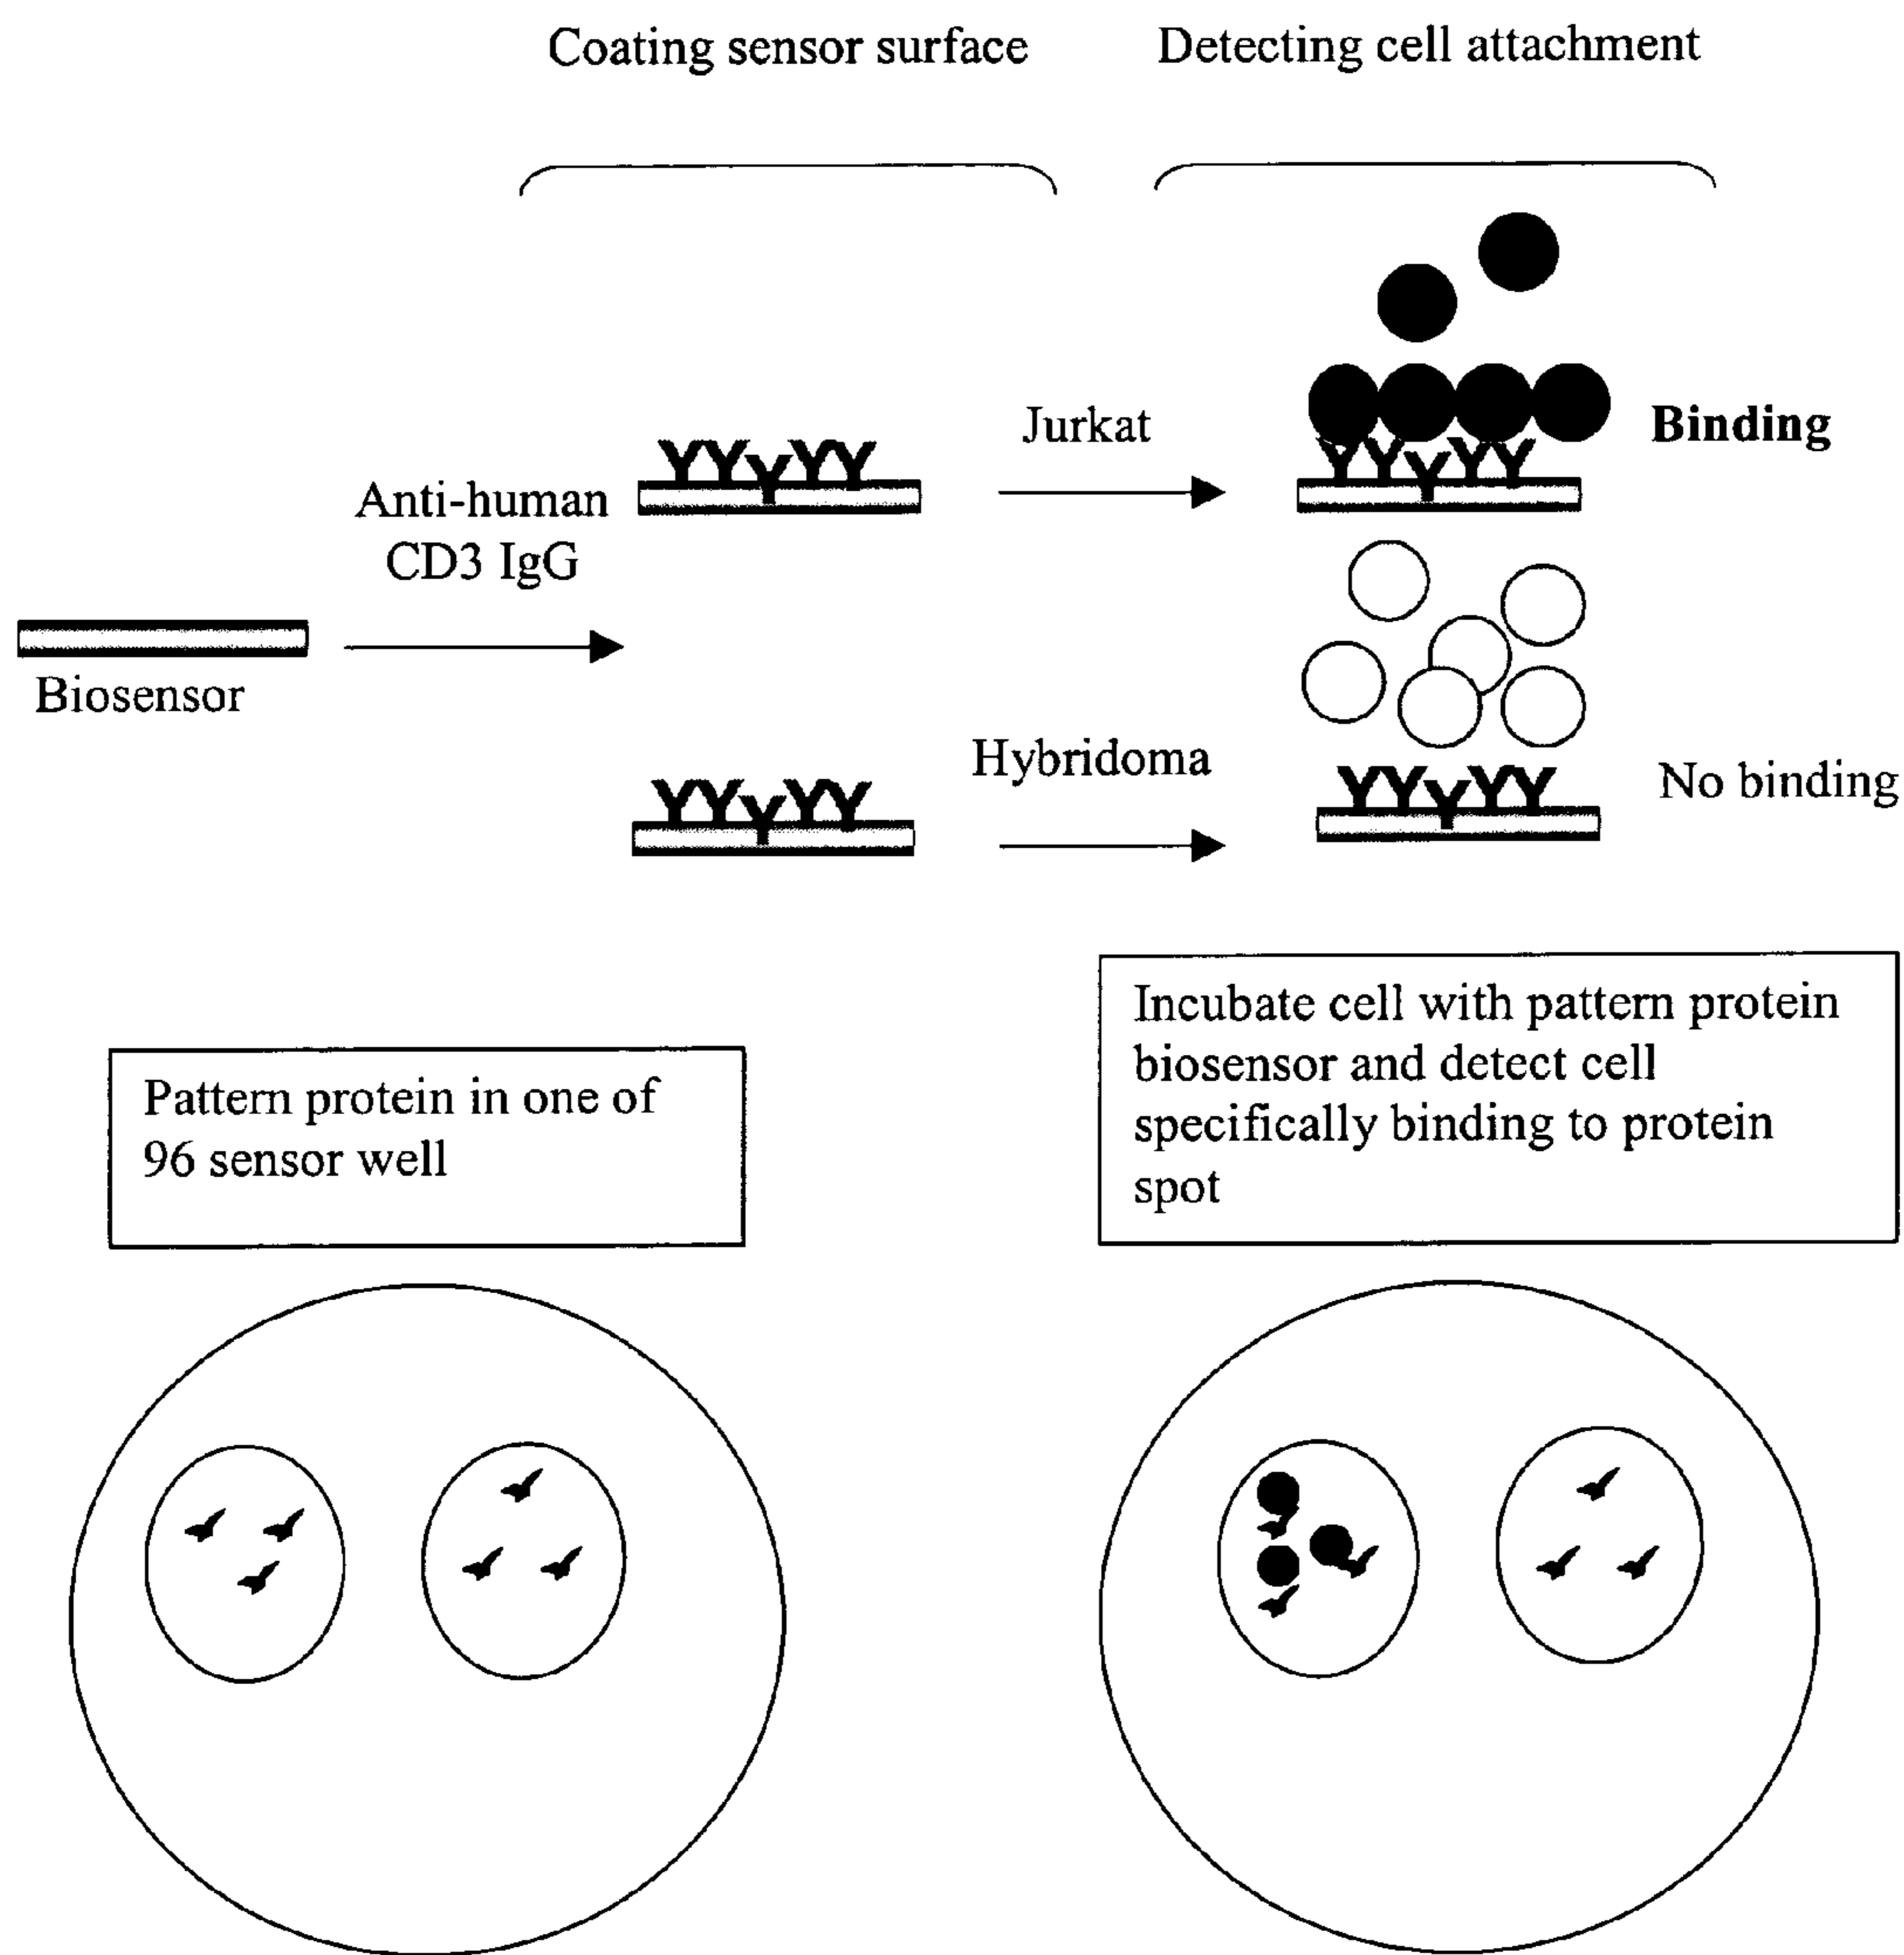 Coating sensor surface
Detecting cell attachment
Jurkat
Binding
Anti-human
CD3 IgG
Biosensor
Hybridoma
No binding
Pattern protein in one of
96 sensor well
Incubate cell with pattern protein
biosensor and detect cell
specifically binding to protein
spot